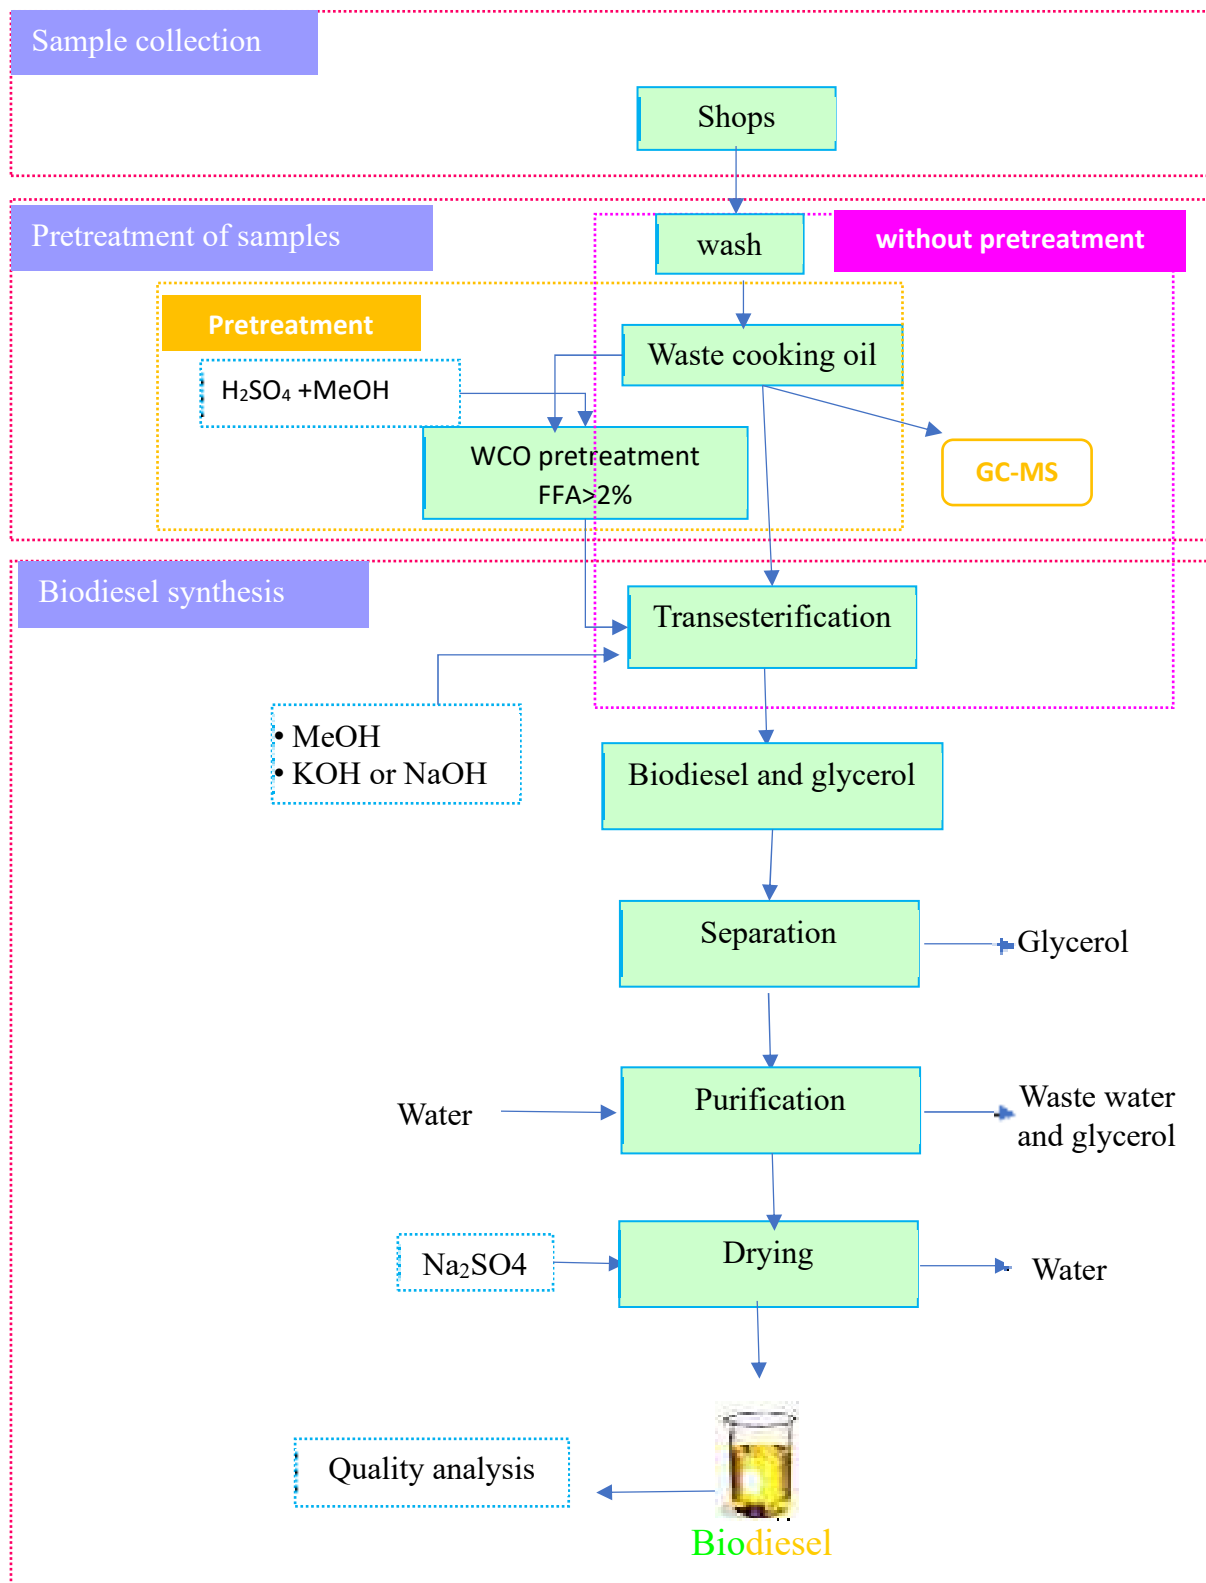 Sample collection
Shops
Pretreatment of samples
wash
without pretreatment
Pretreatment
Waste cooking oil
H₂SO₄ +MeOH
WCO pretreatment
FFA>2%
GC-MS
Biodiesel synthesis
Transesterification
• MeOH
• KOH or NaOH
Biodiesel and glycerol
Separation
Glycerol
Water
Purification
Waste water
and glycerol
Na₂SO4
Drying
Water
Quality analysis
Biodiesel